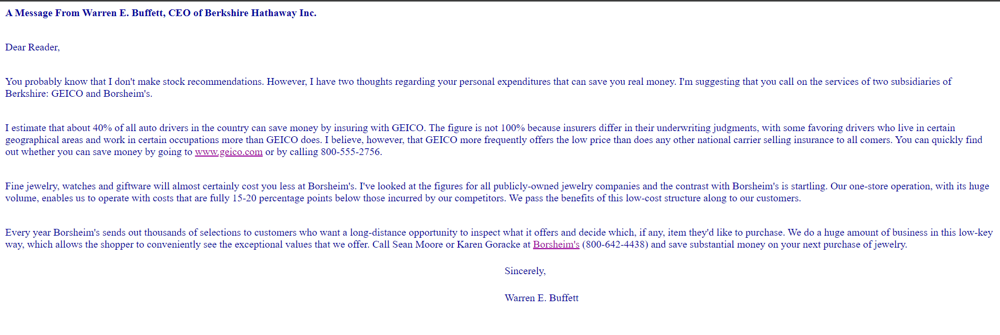 A Message From Warren E. Buffett, CEO of Berkshire Hathaway Inc.
Dear Reader,
You probably know that I don't make stock recommendations. However, I have two thoughts regarding your personal expenditures that can save you real money. I'm suggesting that you call on the services of two subsidiaries of
Berkshire: GEICO and Borsheim's.
I estimate that about 40% of all auto drivers in the country can save money by insuring with GEICO. The figure is not 100% because insurers differ in their underwriting judgments, with some favoring drivers who live in certain
geographical areas and work in certain occupations more than GEICO does. I believe, however, that GEICO more frequently offers the low price than does any other national carrier selling insurance to all comers. You can quickly find
out whether you can save money by going to www.geico.com or by calling 800-555-2756.
Fine jewelry, watches and giftware will almost certainly cost you less at Borsheim's. I've looked at the figures for all publicly-owned jewelry companies and the contrast with Borsheim's is startling. Our one-store operation, with its huge
volume, enables us to operate with costs that are fully 15-20 percentage points below those incurred by our competitors. We pass the benefits of this low-cost structure along to our customers.
Every year Borsheim's sends out thousands of selections to customers who want a long-distance opportunity to inspect what it offers and decide which, if any, item they'd like to purchase. We do a huge amount of business in this low-key
way, which allows the shopper to conveniently see the exceptional values that we offer. Call Sean Moore or Karen Goracke at Borsheim's (800-642-4438) and save substantial money on your next purchase of jewelry.
Sincerely,
Warren E. Buffett